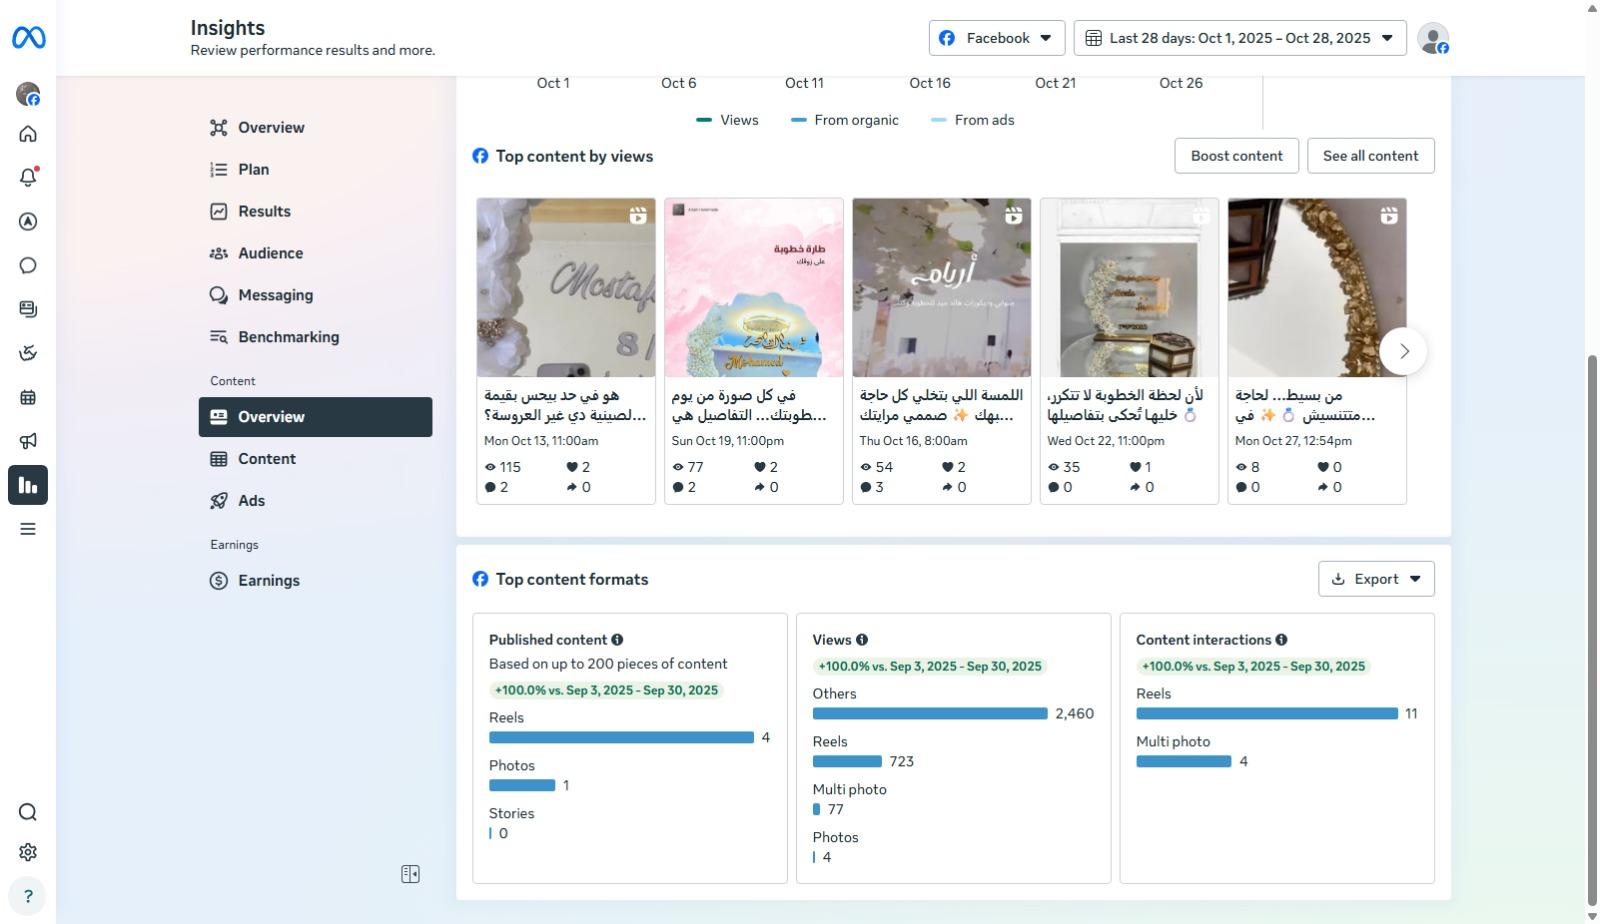 Insights
Review performance results and more.
Facebook
Last 28 days: Oct 1, 2025 – Oct 28, 2025
Overview
Plan
Results
Audience
Messaging
Benchmarking
Content
Overview
Content
Ads
Earnings
Earnings
Oct 1
Oct 6
Oct 11
Oct 16
Oct 21
Oct 26
Views
From organic
From ads
Top content by views
Boost content
See all content
Mostafa
8/
هو في حد بيحس بقيمة
الصينية دي غير العروسة؟...
Mon Oct 13, 11:00am
115
2
2
0
طارة خطوبة
على زوقك
Mohamed
في كل صورة من يوم
خطوبتك... التفاصيل هي...
Sun Oct 19, 11:00pm
77
2
2
0
اللمسة اللي بتخلي كل حاجة
بهك ✨ صممي مرايتك...
Thu Oct 16, 8:00am
54
2
3
0
لأن لحظة الخطوبة لا تتكرر،
خليها تُحكى بتفاصيلها 💍
Wed Oct 22, 11:00pm
35
1
0
0
من بسيط... لحاجة
متتنسيش 💍 ✨ في...
Mon Oct 27, 12:54pm
8
0
0
0
Top content formats
Export
Published content
Based on up to 200 pieces of content
+100.0% vs. Sep 3, 2025 - Sep 30, 2025
Reels
4
Photos
1
Stories
0
Views
+100.0% vs. Sep 3, 2025 - Sep 30, 2025
Others
2,460
Reels
723
Multi photo
77
Photos
4
Content interactions
+100.0% vs. Sep 3, 2025 - Sep 30, 2025
Reels
11
Multi photo
4
?